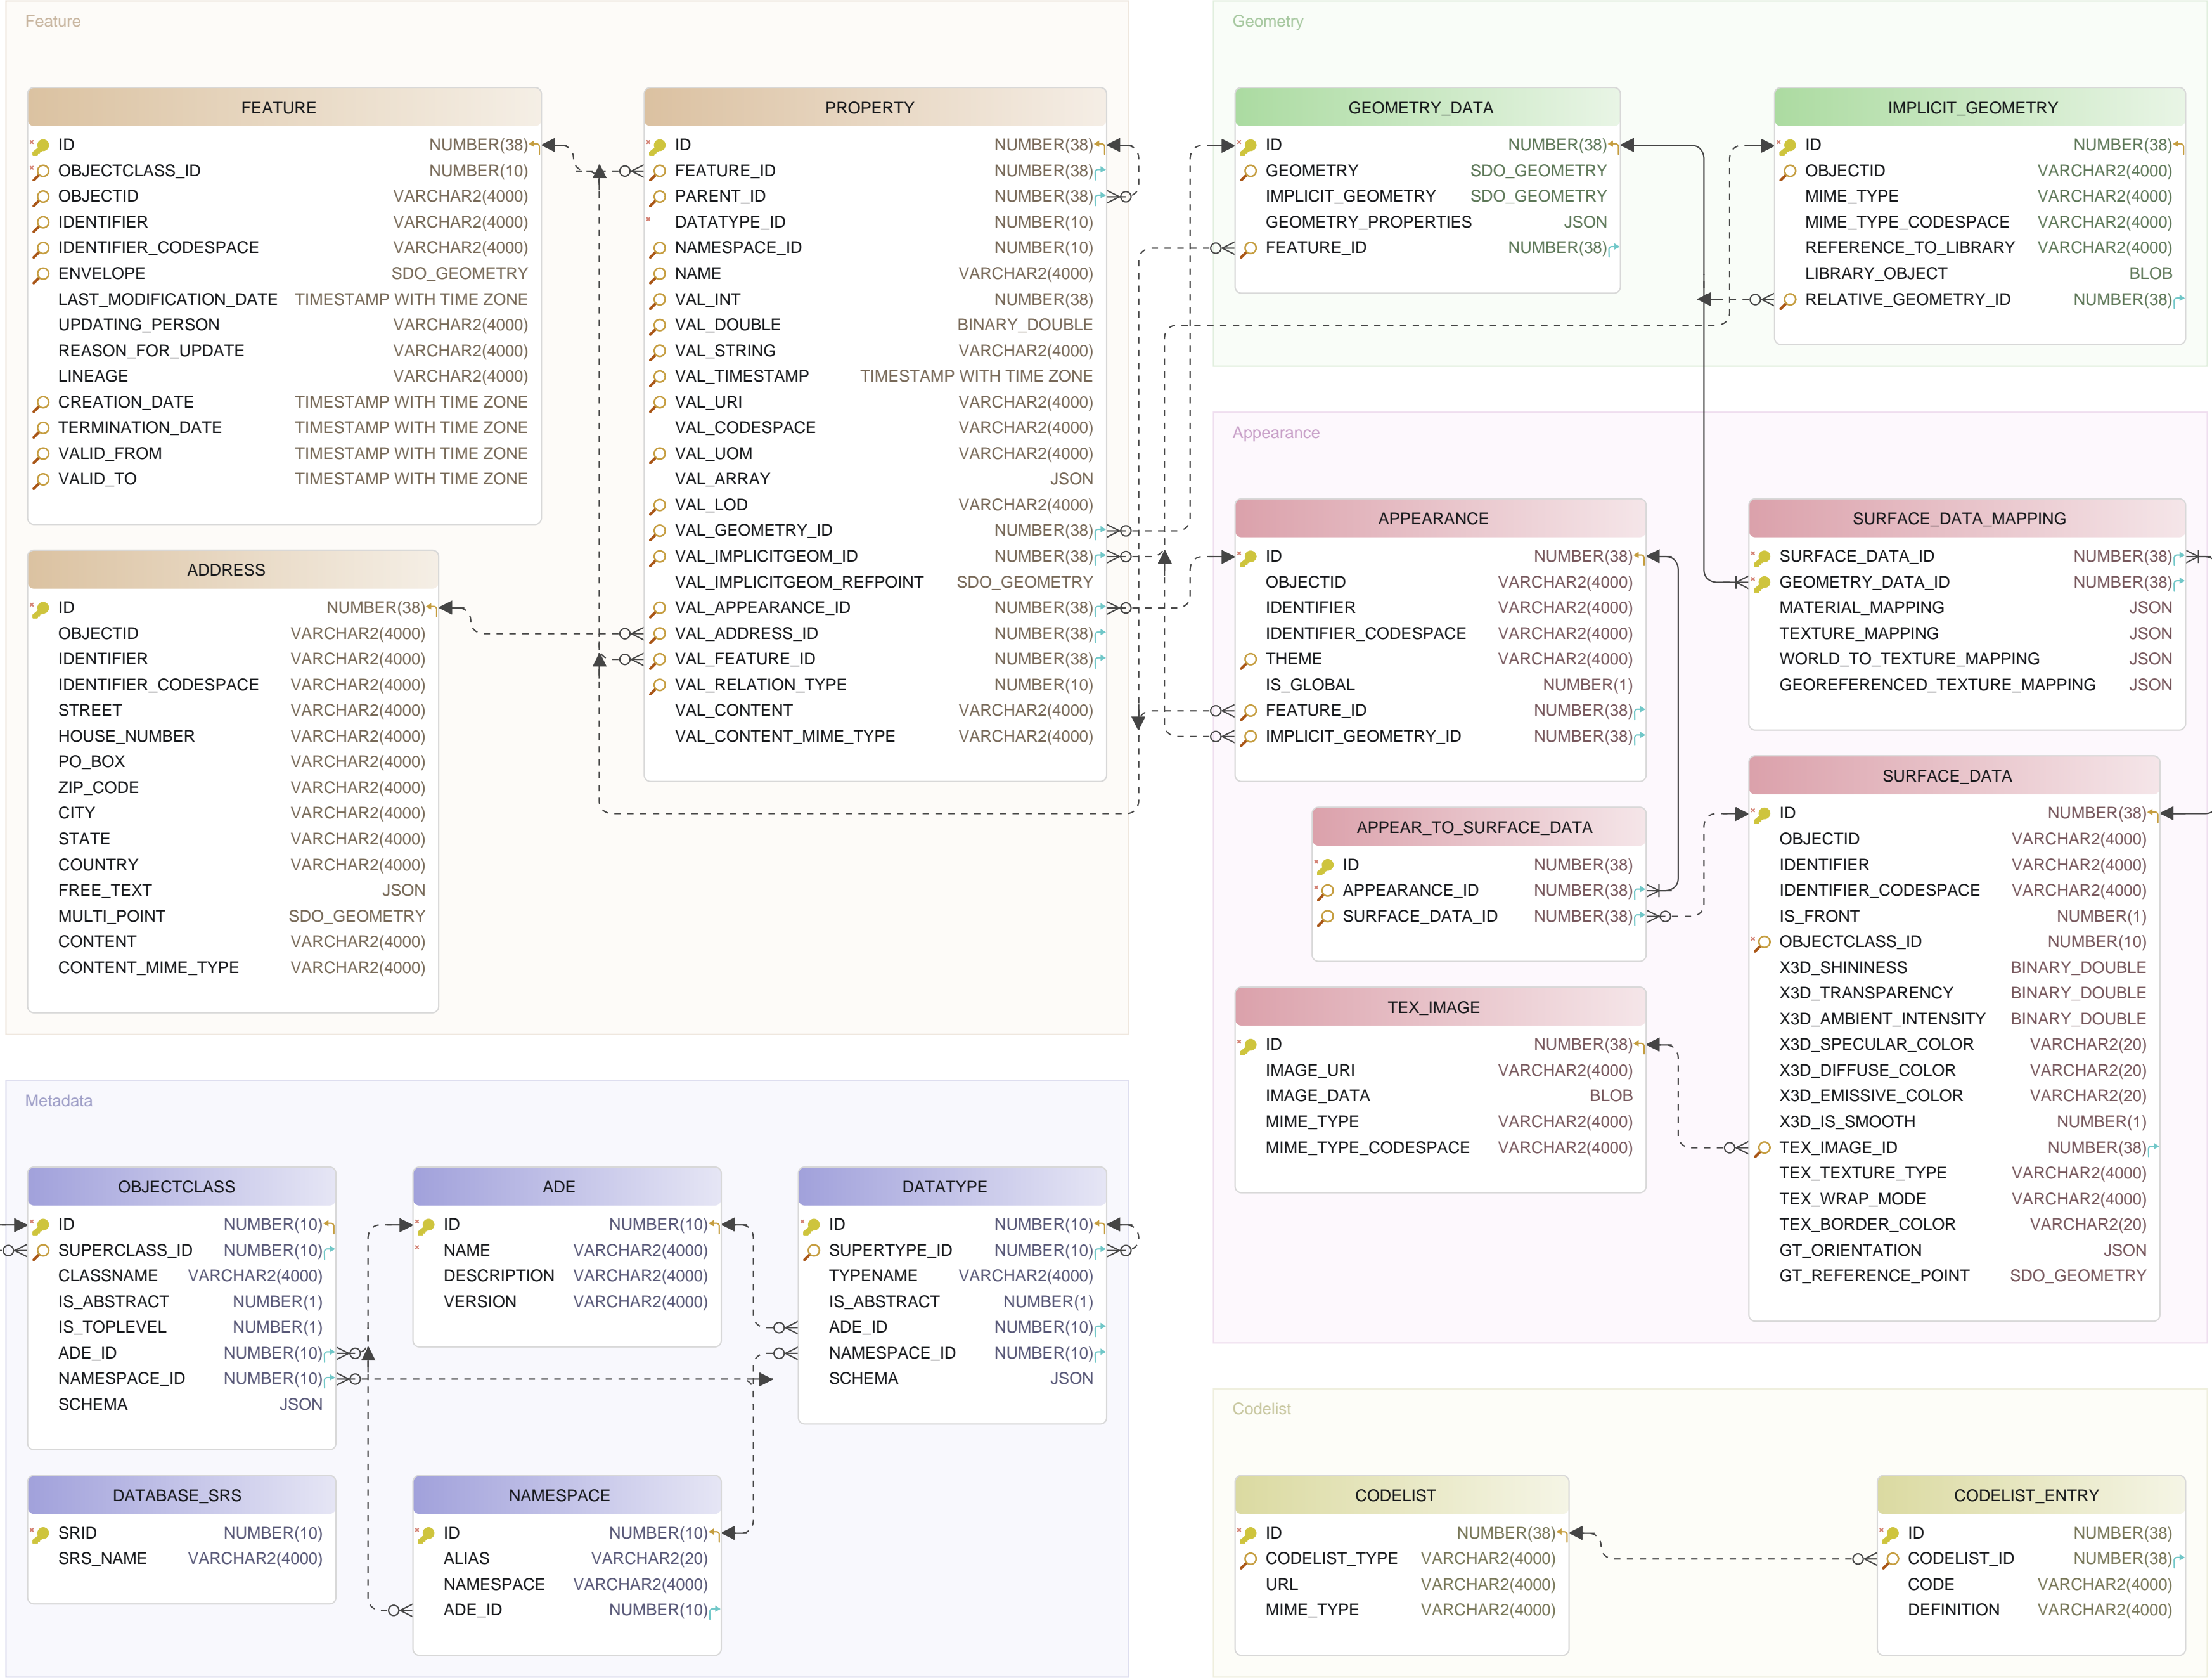 Feature
FEATURE
ID NUMBER(38)
OBJECTCLASS_ID NUMBER(10)
OBJECTID VARCHAR2(4000)
IDENTIFIER VARCHAR2(4000)
IDENTIFIER_CODESPACE VARCHAR2(4000)
ENVELOPE SDO_GEOMETRY
LAST_MODIFICATION_DATE TIMESTAMP WITH TIME ZONE
UPDATING_PERSON VARCHAR2(4000)
REASON_FOR_UPDATE VARCHAR2(4000)
LINEAGE VARCHAR2(4000)
CREATION_DATE TIMESTAMP WITH TIME ZONE
TERMINATION_DATE TIMESTAMP WITH TIME ZONE
VALID_FROM TIMESTAMP WITH TIME ZONE
VALID_TO TIMESTAMP WITH TIME ZONE
ADDRESS
ID NUMBER(38)
OBJECTID VARCHAR2(4000)
IDENTIFIER VARCHAR2(4000)
IDENTIFIER_CODESPACE VARCHAR2(4000)
STREET VARCHAR2(4000)
HOUSE_NUMBER VARCHAR2(4000)
PO_BOX VARCHAR2(4000)
ZIP_CODE VARCHAR2(4000)
CITY VARCHAR2(4000)
STATE VARCHAR2(4000)
COUNTRY VARCHAR2(4000)
FREE_TEXT JSON
MULTI_POINT SDO_GEOMETRY
CONTENT VARCHAR2(4000)
CONTENT_MIME_TYPE VARCHAR2(4000)
PROPERTY
ID NUMBER(38)
FEATURE_ID NUMBER(38)
PARENT_ID NUMBER(38)
DATATYPE_ID NUMBER(10)
NAMESPACE_ID NUMBER(10)
NAME VARCHAR2(4000)
VAL_INT NUMBER(38)
VAL_DOUBLE BINARY_DOUBLE
VAL_STRING VARCHAR2(4000)
VAL_TIMESTAMP TIMESTAMP WITH TIME ZONE
VAL_URI VARCHAR2(4000)
VAL_CODESPACE VARCHAR2(4000)
VAL_UOM VARCHAR2(4000)
VAL_ARRAY JSON
VAL_LOD VARCHAR2(4000)
VAL_GEOMETRY_ID NUMBER(38)
VAL_IMPLICITGEOM_ID NUMBER(38)
VAL_IMPLICITGEOM_REFPOINT SDO_GEOMETRY
VAL_APPEARANCE_ID NUMBER(38)
VAL_ADDRESS_ID NUMBER(38)
VAL_FEATURE_ID NUMBER(38)
VAL_RELATION_TYPE NUMBER(10)
VAL_CONTENT VARCHAR2(4000)
VAL_CONTENT_MIME_TYPE VARCHAR2(4000)
Geometry
GEOMETRY_DATA
ID NUMBER(38)
GEOMETRY SDO_GEOMETRY
IMPLICIT_GEOMETRY SDO_GEOMETRY
GEOMETRY_PROPERTIES JSON
FEATURE_ID NUMBER(38)
IMPLICIT_GEOMETRY
ID NUMBER(38)
OBJECTID VARCHAR2(4000)
MIME_TYPE VARCHAR2(4000)
MIME_TYPE_CODESPACE VARCHAR2(4000)
REFERENCE_TO_LIBRARY VARCHAR2(4000)
LIBRARY_OBJECT BLOB
RELATIVE_GEOMETRY_ID NUMBER(38)
Appearance
APPEARANCE
ID NUMBER(38)
OBJECTID VARCHAR2(4000)
IDENTIFIER VARCHAR2(4000)
IDENTIFIER_CODESPACE VARCHAR2(4000)
THEME VARCHAR2(4000)
IS_GLOBAL NUMBER(1)
FEATURE_ID NUMBER(38)
IMPLICIT_GEOMETRY_ID NUMBER(38)
SURFACE_DATA_MAPPING
SURFACE_DATA_ID NUMBER(38)
GEOMETRY_DATA_ID NUMBER(38)
MATERIAL_MAPPING JSON
TEXTURE_MAPPING JSON
WORLD_TO_TEXTURE_MAPPING JSON
GEOREFERENCED_TEXTURE_MAPPING JSON
APPEAR_TO_SURFACE_DATA
ID NUMBER(38)
APPEARANCE_ID NUMBER(38)
SURFACE_DATA_ID NUMBER(38)
TEX_IMAGE
ID NUMBER(38)
IMAGE_URI VARCHAR2(4000)
IMAGE_DATA BLOB
MIME_TYPE VARCHAR2(4000)
MIME_TYPE_CODESPACE VARCHAR2(4000)
SURFACE_DATA
ID NUMBER(38)
OBJECTID VARCHAR2(4000)
IDENTIFIER VARCHAR2(4000)
IDENTIFIER_CODESPACE VARCHAR2(4000)
IS_FRONT NUMBER(1)
OBJECTCLASS_ID NUMBER(10)
X3D_SHININESS BINARY_DOUBLE
X3D_TRANSPARENCY BINARY_DOUBLE
X3D_AMBIENT_INTENSITY BINARY_DOUBLE
X3D_SPECULAR_COLOR VARCHAR2(20)
X3D_DIFFUSE_COLOR VARCHAR2(20)
X3D_EMISSIVE_COLOR VARCHAR2(20)
X3D_IS_SMOOTH NUMBER(1)
TEX_IMAGE_ID NUMBER(38)
TEX_TEXTURE_TYPE VARCHAR2(4000)
TEX_WRAP_MODE VARCHAR2(4000)
TEX_BORDER_COLOR VARCHAR2(20)
GT_ORIENTATION JSON
GT_REFERENCE_POINT SDO_GEOMETRY
Metadata
OBJECTCLASS
ID NUMBER(10)
SUPERCLASS_ID NUMBER(10)
CLASSNAME VARCHAR2(4000)
IS_ABSTRACT NUMBER(1)
IS_TOPLEVEL NUMBER(1)
ADE_ID NUMBER(10)
NAMESPACE_ID NUMBER(10)
SCHEMA JSON
ADE
ID NUMBER(10)
NAME VARCHAR2(4000)
DESCRIPTION VARCHAR2(4000)
VERSION VARCHAR2(4000)
DATATYPE
ID NUMBER(10)
SUPERTYPE_ID NUMBER(10)
TYPENAME VARCHAR2(4000)
IS_ABSTRACT NUMBER(1)
ADE_ID NUMBER(10)
NAMESPACE_ID NUMBER(10)
SCHEMA JSON
DATABASE_SRS
SRID NUMBER(10)
SRS_NAME VARCHAR2(4000)
NAMESPACE
ID NUMBER(10)
ALIAS VARCHAR2(20)
NAMESPACE VARCHAR2(4000)
ADE_ID NUMBER(10)
Codelist
CODELIST
ID NUMBER(38)
CODELIST_TYPE VARCHAR2(4000)
URL VARCHAR2(4000)
MIME_TYPE VARCHAR2(4000)
CODELIST_ENTRY
ID NUMBER(38)
CODELIST_ID NUMBER(38)
CODE VARCHAR2(4000)
DEFINITION VARCHAR2(4000)